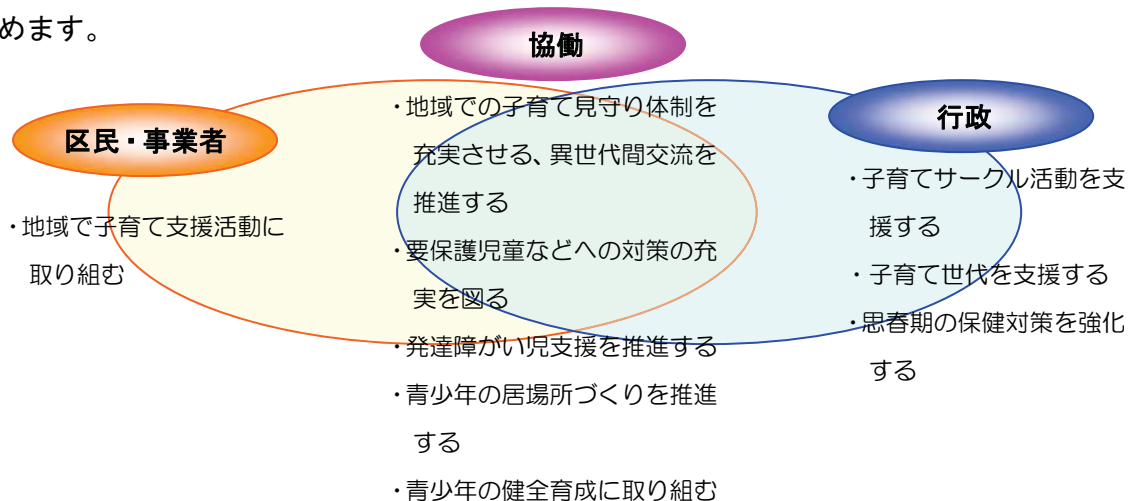 めます。
協働
区民・事業者
・地域で子育て支援活動に
取り組む
・地域での子育て見守り体制を
充実させる、異世代間交流を
推進する
・要保護児童などへの対策の充
実を図る
・発達障がい児支援を推進する
・青少年の居場所づくりを推進
する
・青少年の健全育成に取り組む
行政
・子育てサークル活動を支
援する
・子育て世代を支援する
・思春期の保健対策を強化
する